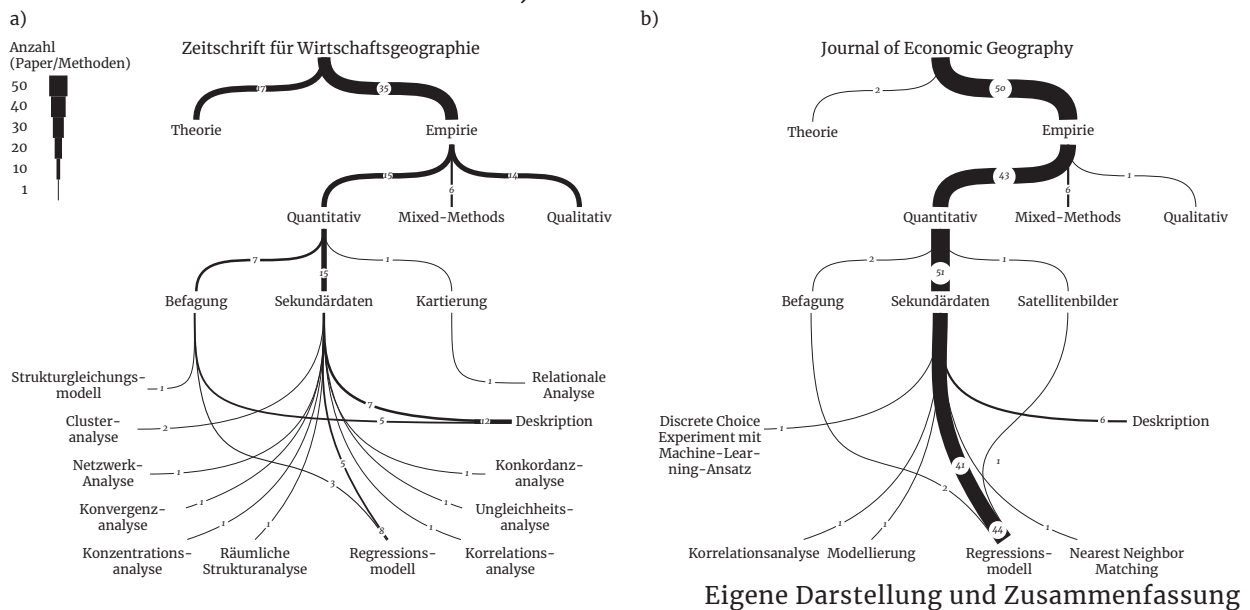 a)
Anzahl
(Paper/Methoden)
50
40
30
20
10
1
Zeitschrift für Wirtschaftsgeographie
17
35
Theorie
Empirie
15
6
14
Quantitativ
Mixed-Methods
Qualitativ
7
15
1
Befagung
Sekundärdaten
Kartierung
Strukturgleichungs-
modell
1
1
Relationale
Analyse
Cluster-
analyse
2
7
5
12
Deskription
Netzwerk-
Analyse
1
3
5
1
Konkordanz-
analyse
Konvergenz-
analyse
1
1
Ungleichheits-
analyse
1
1
8
1
Konzentrations-
analyse
Räumliche
Strukturanalyse
Regressions-
modell
Korrelations-
analyse
b)
Journal of Economic Geography
2
50
Theorie
Empirie
43
6
1
Quantitativ
Mixed-Methods
Qualitativ
2
51
1
Befagung
Sekundärdaten
Satellitenbilder
Discrete Choice
Experiment mit
Machine-Lear-
ning-Ansatz
1
6
Deskription
41
1
2
1
1
44
1
Korrelationsanalyse
Modellierung
Regressions-
modell
Nearest Neighbor
Matching
Eigene Darstellung und Zusammenfassung